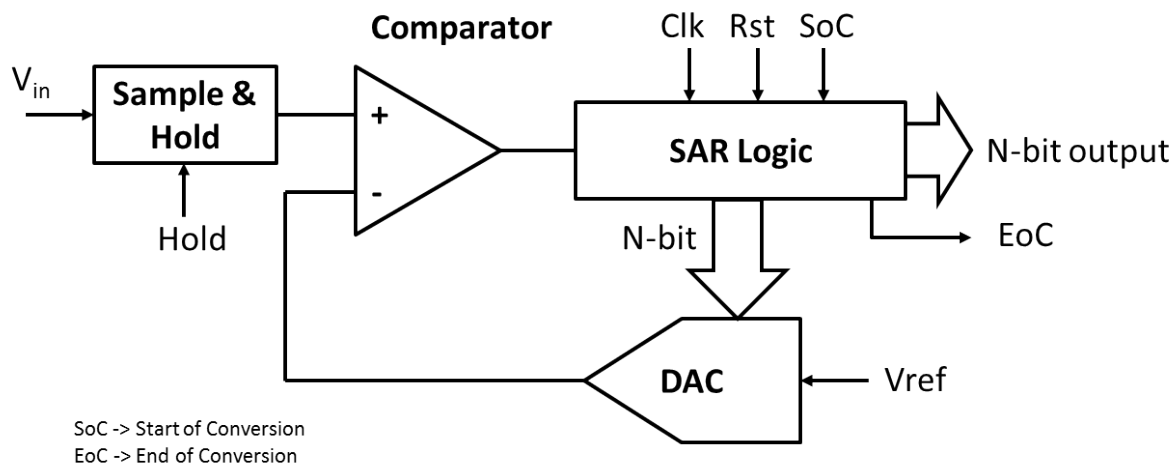 Comparator
Clk Rst SoC
V_in
Sample &
Hold
+
-
SAR Logic
N-bit output
Hold
N-bit
EoC
DAC
Vref
SoC -> Start of Conversion
EoC -> End of Conversion